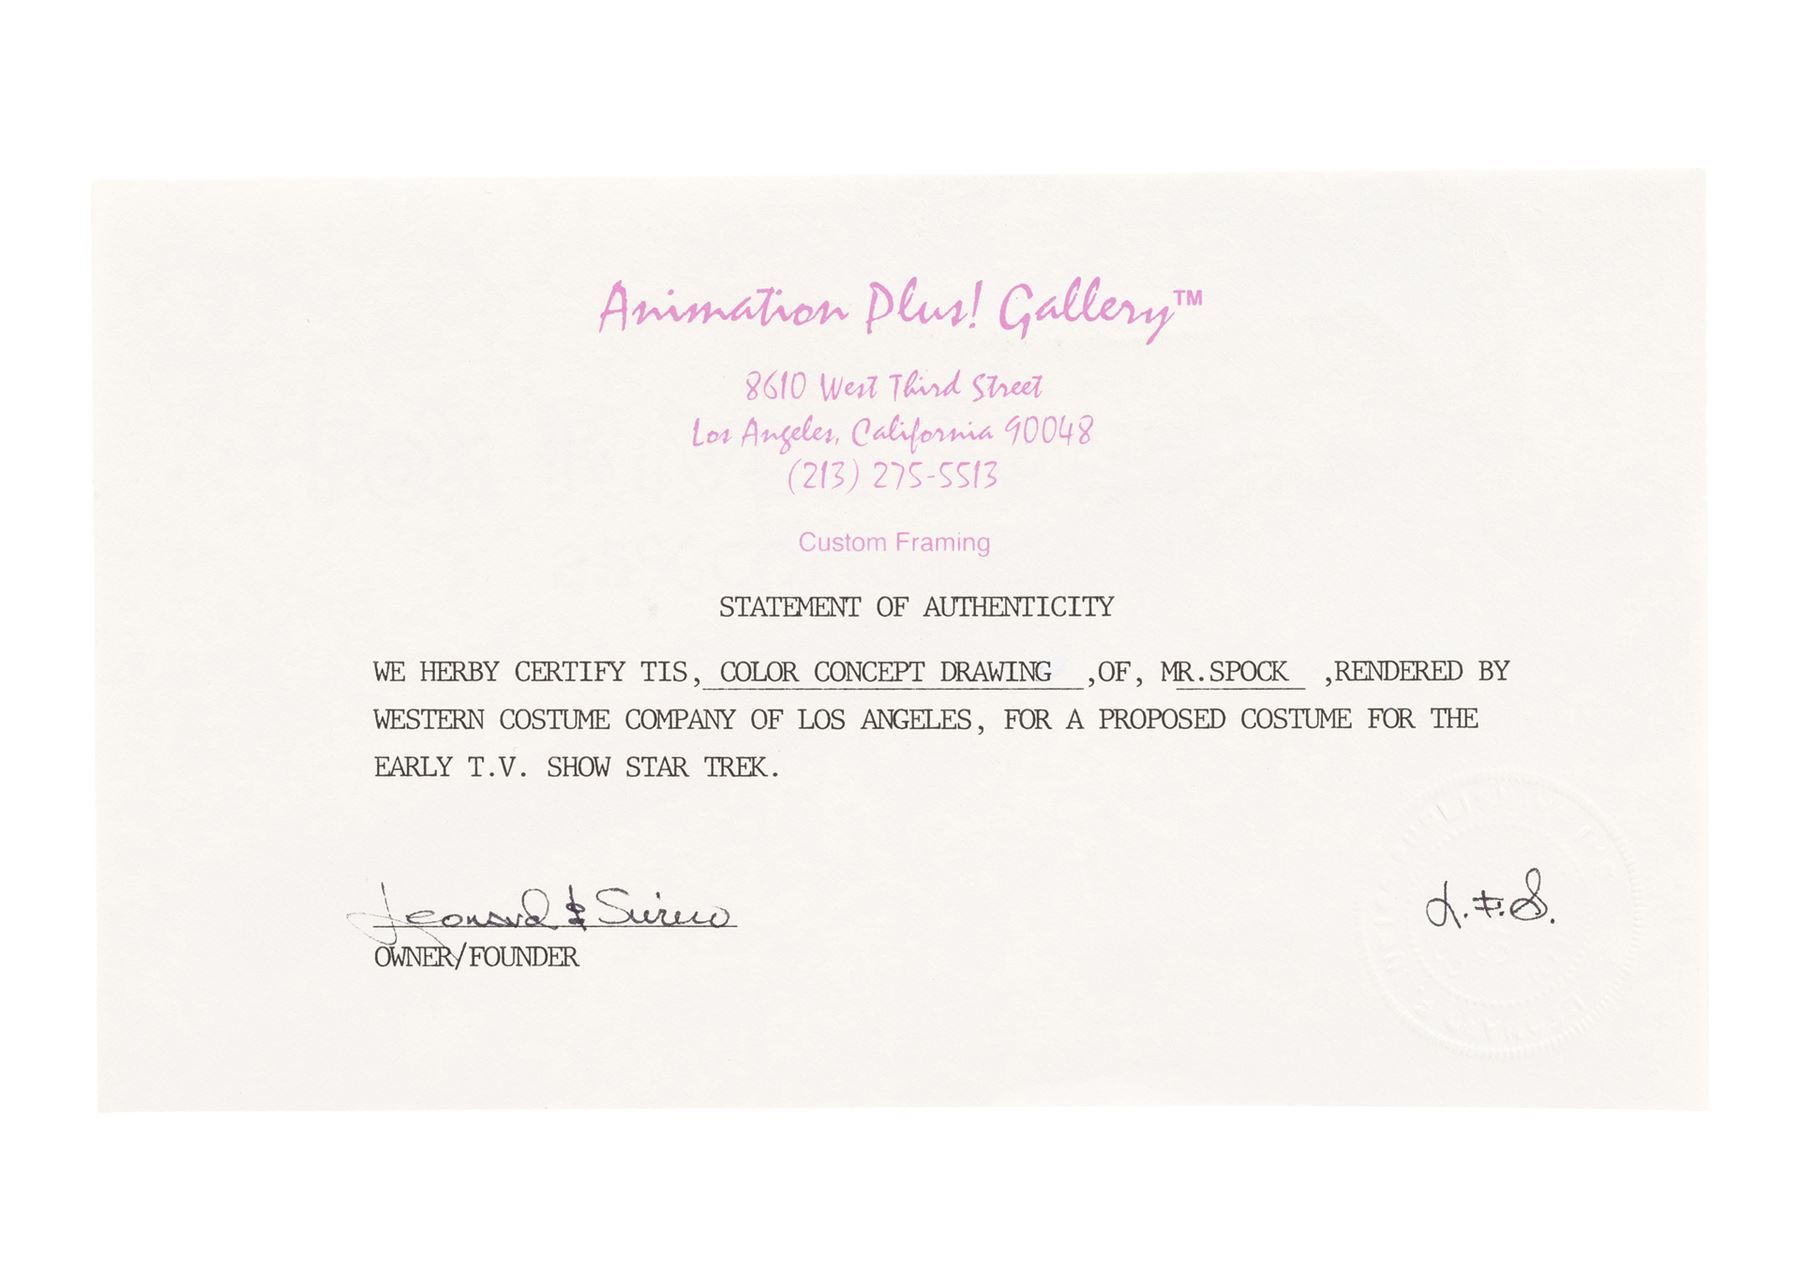 Animation Plus! Gallery™
8610 West Third Street
Los Angeles, California 90048
(213) 275-5513
Custom Framing
STATEMENT OF AUTHENTICITY
WE HERBY CERTIFY TIS, COLOR CONCEPT DRAWING ,OF, MR.SPOCK ,RENDERED BY
WESTERN COSTUME COMPANY OF LOS ANGELES, FOR A PROPOSED COSTUME FOR THE
EARLY T.V. SHOW STAR TREK.
Leonard
OWNER/FOUNDER